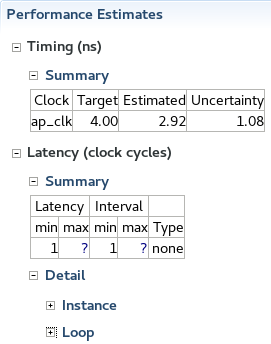 Performance Estimates
Timing (ns)
Summary
Clock Target Estimated Uncertainty
ap_clk 4.00 2.92 1.08
Latency (clock cycles)
Summary
Latency Interval
min max min max Type
1 ? 1 ? none
Detail
Instance
Loop